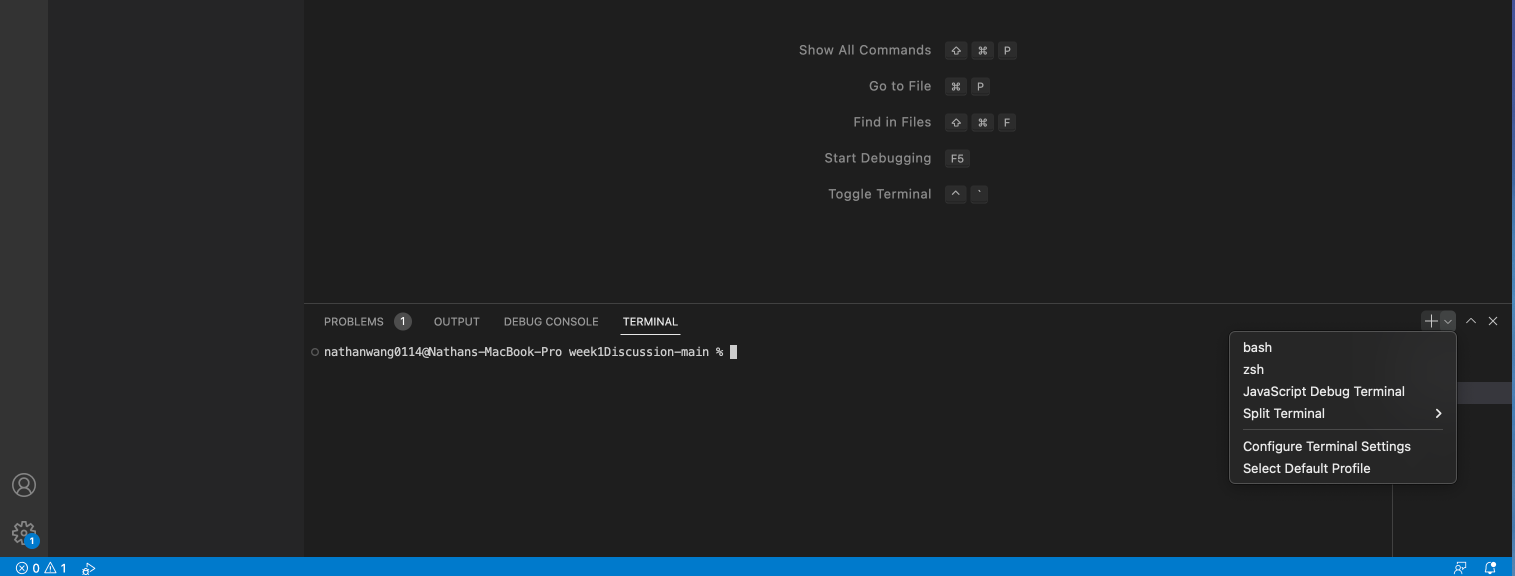 Show All Commands ⇧ ⌘ P
Go to File ⌘ P
Find in Files ⇧ ⌘ F
Start Debugging F5
Toggle Terminal ^ `
PROBLEMS 1 OUTPUT DEBUG CONSOLE TERMINAL
nathanwang0114@Nathans-MacBook-Pro week1Discussion-main %
bash
zsh
JavaScript Debug Terminal
Split Terminal
Configure Terminal Settings
Select Default Profile
1
0 1